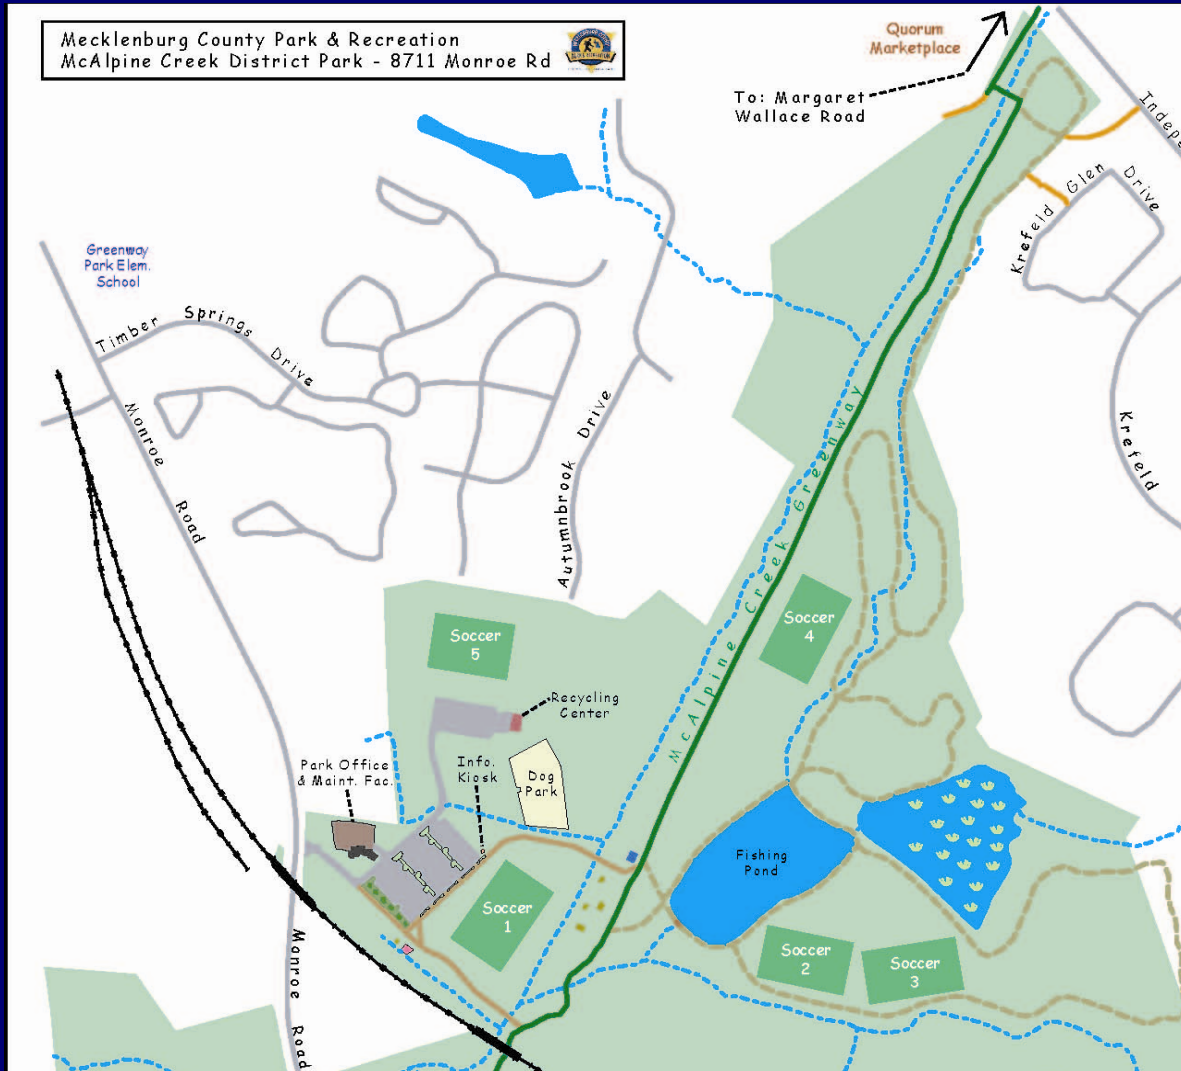 Mecklenburg County Park & Recreation
McAlpine Creek District Park - 8711 Monroe Rd
Quorum
Marketplace
To: Margaret
Wallace Road
Indepe
Krefeld Glen Drive
Krefeld
Greenway
Park Elem.
School
Timber Springs Drive
Monroe Road
Autumnbrook Drive
McAlpine Creek Greenway
Soccer
5
Soccer
4
Recycling
Center
Park Office
& Maint. Fac.
Info.
Kiosk
Dog
Park
Fishing
Pond
Soccer
1
Soccer
2
Soccer
3
Monroe Road